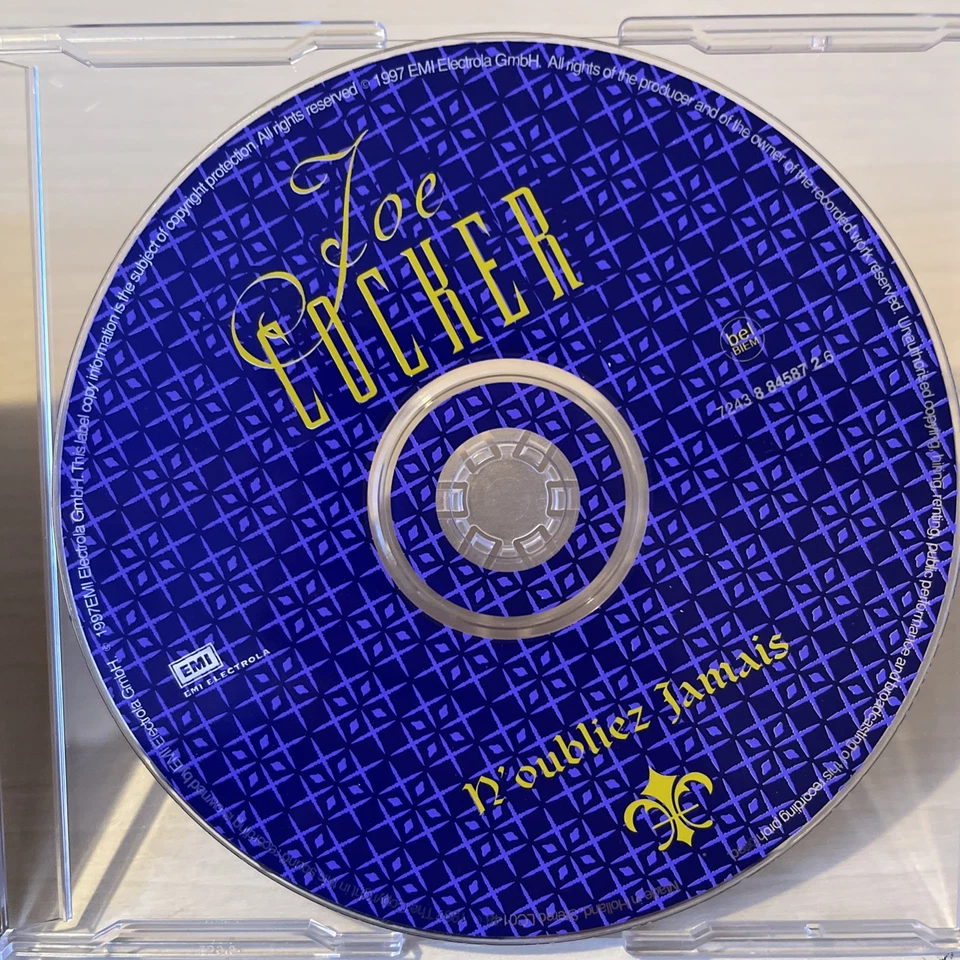 Joe
COCKER
bel
BIEM
7243 8 84587 2 6
EMI
EMI ELECTROLA
N'oubliez Jamais
1997 EMI Electrola GmbH. This label copy information is the subject of copyright protection. All rights reserved. © 1997 EMI Electrola GmbH. All rights of the producer and of the owner of the recorded work reserved. Unauthorised copying, hiring, renting, public performance and broadcasting of this recording prohibited.
Made in Holland. Stereo